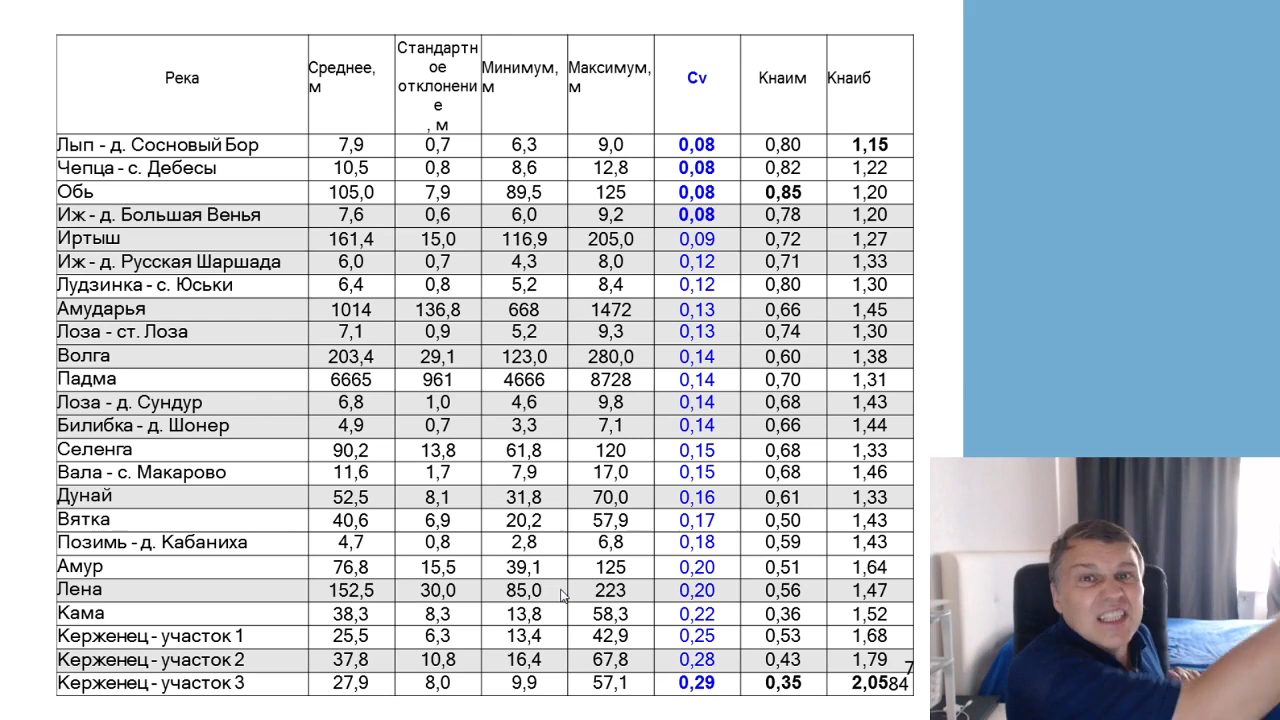 Река Среднее, м Стандартное отклонение, м Минимум, м Максимум, м Cv Кнаим Кнаиб
Лып - д. Сосновый Бор 7,9 0,7 6,3 9,0 0,08 0,80 1,15
Чепца - с. Дебесы 10,5 0,8 8,6 12,8 0,08 0,82 1,22
Обь 105,0 7,9 89,5 125 0,08 0,85 1,20
Иж - д. Большая Венья 7,6 0,6 6,0 9,2 0,08 0,78 1,20
Иртыш 161,4 15,0 116,9 205,0 0,09 0,72 1,27
Иж - д. Русская Шаршада 6,0 0,7 4,3 8,0 0,12 0,71 1,33
Лудзинка - с. Юськи 6,4 0,8 5,2 8,4 0,12 0,80 1,30
Амударья 1014 136,8 668 1472 0,13 0,66 1,45
Лоза - ст. Лоза 7,1 0,9 5,2 9,3 0,13 0,74 1,30
Волга 203,4 29,1 123,0 280,0 0,14 0,60 1,38
Падма 6665 961 4666 8728 0,14 0,70 1,31
Лоза - д. Сундур 6,8 1,0 4,6 9,8 0,14 0,68 1,43
Билибка - д. Шонер 4,9 0,7 3,3 7,1 0,14 0,66 1,44
Селенга 90,2 13,8 61,8 120 0,15 0,68 1,33
Вала - с. Макарово 11,6 1,7 7,9 17,0 0,15 0,68 1,46
Дунай 52,5 8,1 31,8 70,0 0,16 0,61 1,33
Вятка 40,6 6,9 20,2 57,9 0,17 0,50 1,43
Позимь - д. Кабаниха 4,7 0,8 2,8 6,8 0,18 0,59 1,43
Амур 76,8 15,5 39,1 125 0,20 0,51 1,64
Лена 152,5 30,0 85,0 223 0,20 0,56 1,47
Кама 38,3 8,3 13,8 58,3 0,22 0,36 1,52
Керженец - участок 1 25,5 6,3 13,4 42,9 0,25 0,53 1,68
Керженец - участок 2 37,8 10,8 16,4 67,8 0,28 0,43 1,79
Керженец - участок 3 27,9 8,0 9,9 57,1 0,29 0,35 2,05
7
84